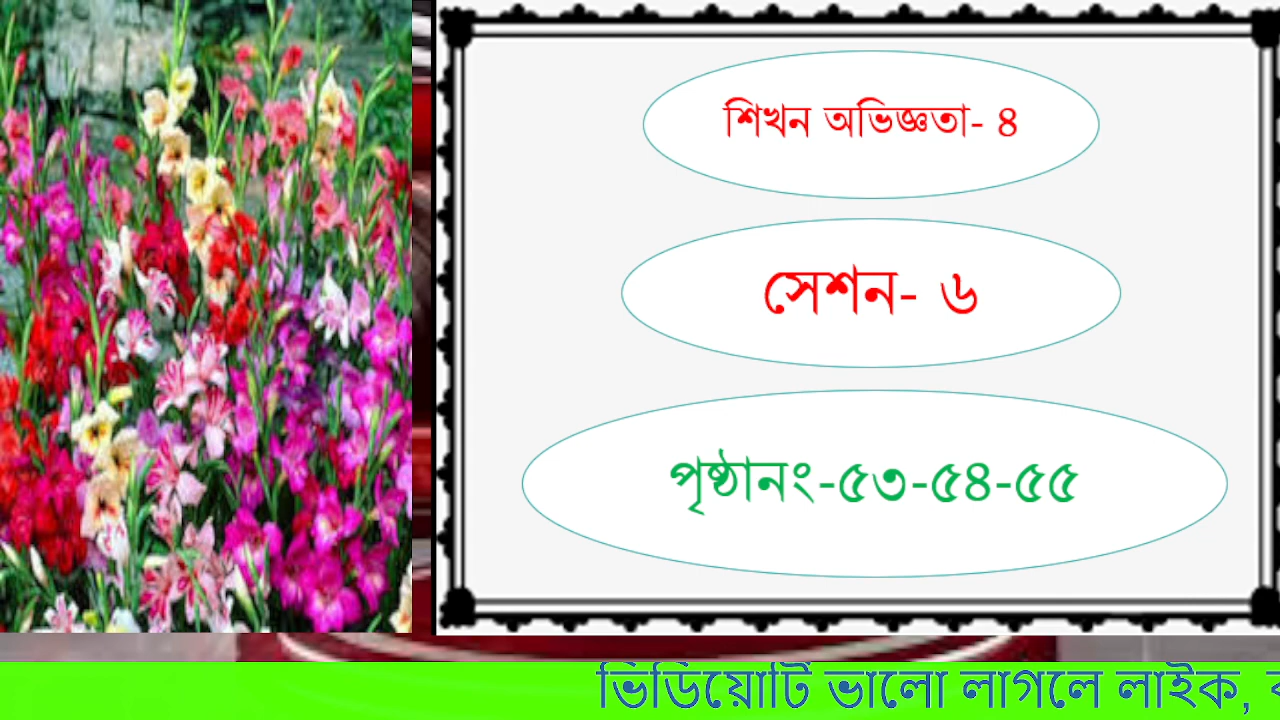 শিখন অভিজ্ঞতা- ৪
সেশন- ৬
পৃষ্ঠানং-৫৩-৫৪-৫৫
ভিডিয়োটি ভালো লাগলে লাইক,